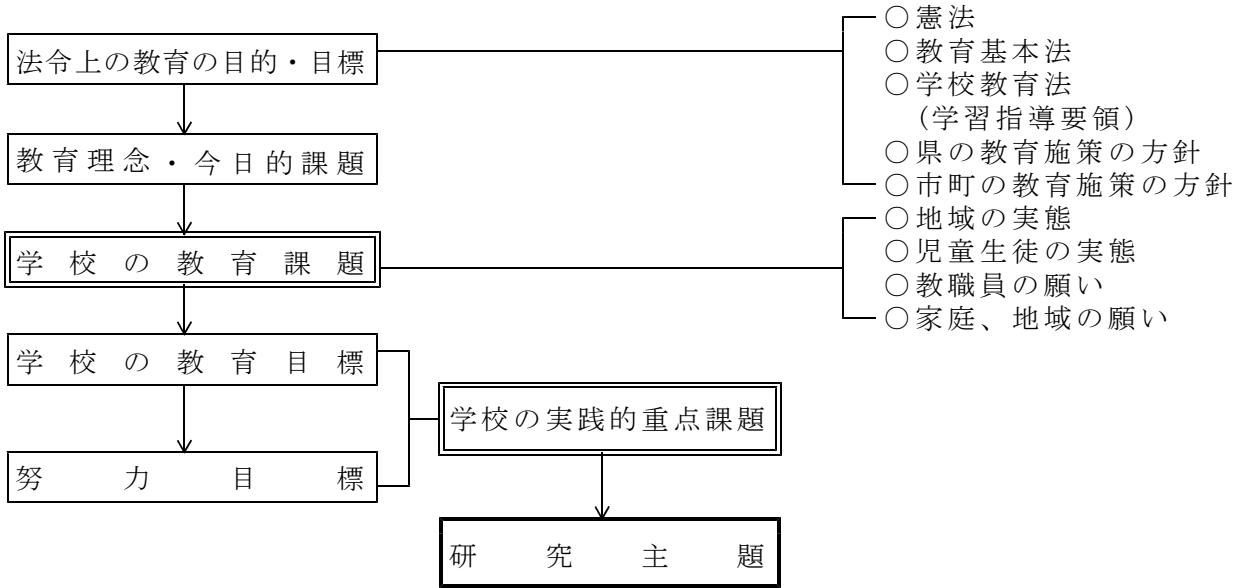 法令上の教育の目的・目標
教育理念・今日的課題
学校の教育課題
学校の教育目標
努力目標
学校の実践的重点課題
研究主題
○憲法
○教育基本法
○学校教育法
(学習指導要領)
○県の教育施策の方針
○市町の教育施策の方針
○地域の実態
○児童生徒の実態
○教職員の願い
○家庭、地域の願い